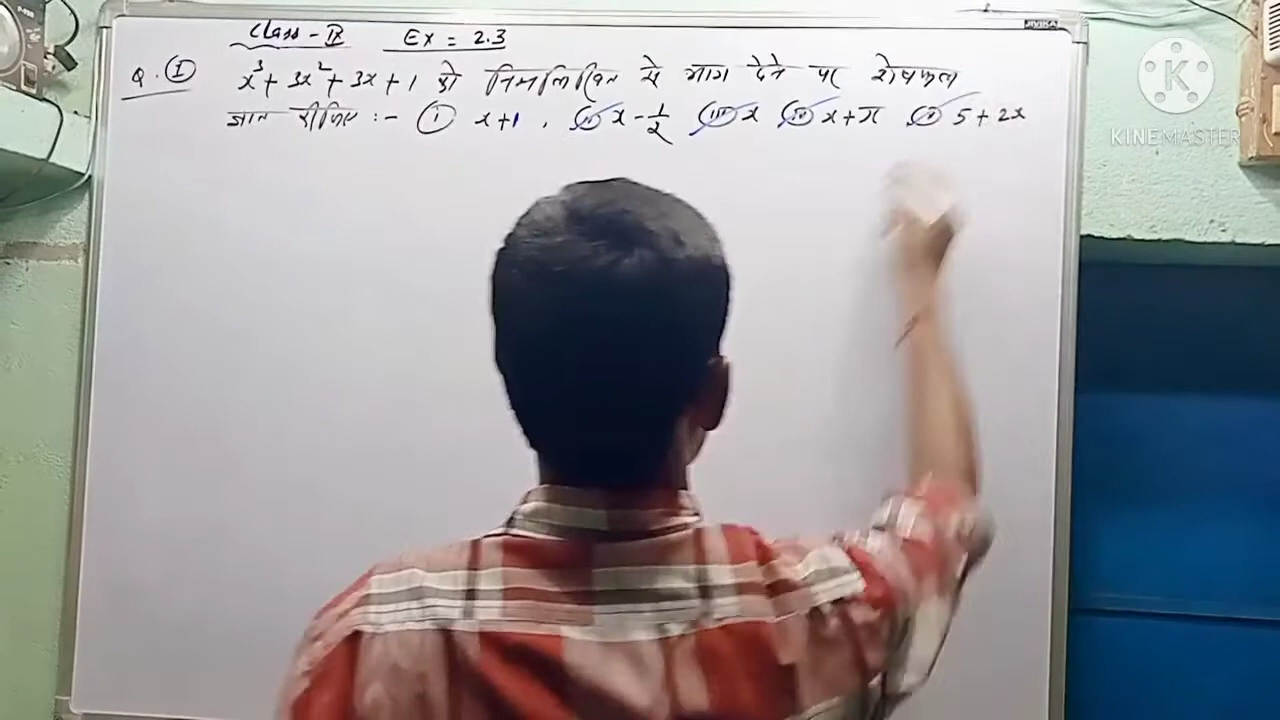 Class - IX Ex = 2.3
Q. (I) x³ + 3x² + 3x + 1 को निम्नलिखित से भाग देने पर शेषफल
ज्ञात कीजिए :- (i) x+1 . (ii) x - 1/2 (iii) x (iv) x+π (v) 5+2x
JIVIKA
K
KINEMASTER